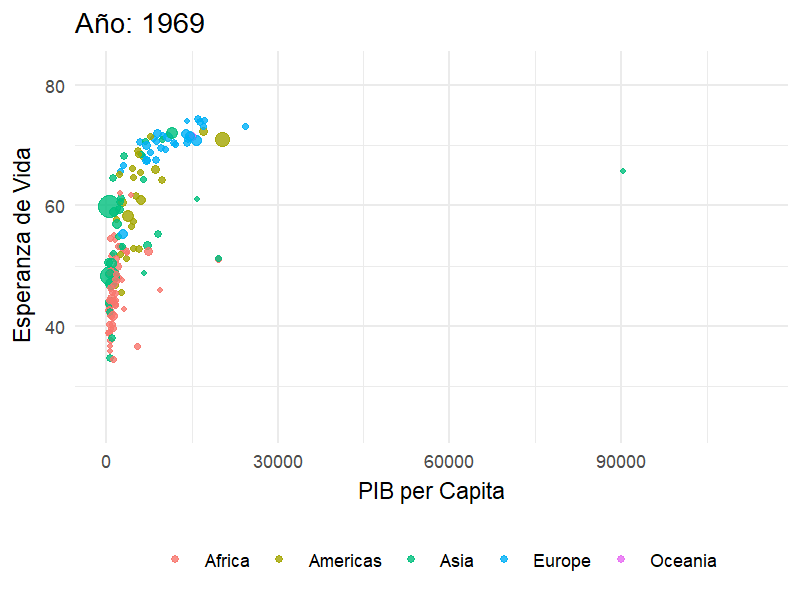 Año: 1969
80
60
40
Esperanza de Vida
0 30000 60000 90000
PIB per Capita
Africa Americas Asia Europe Oceania